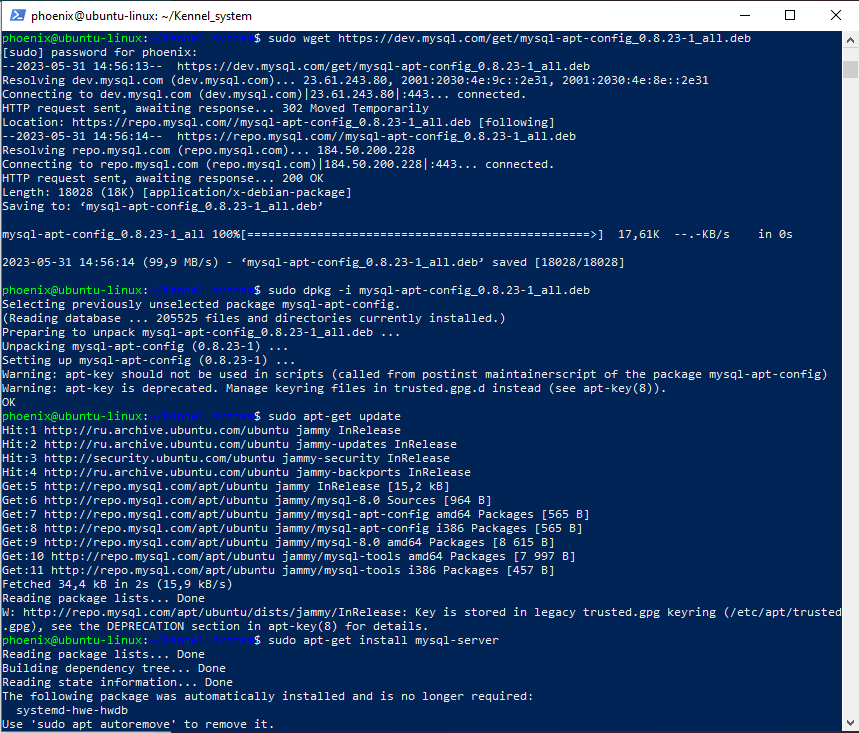 phoenix@ubuntu-linux: ~/Kennel_system
phoenix@ubuntu-linux:~/Kennel_system$ sudo wget https://dev.mysql.com/get/mysql-apt-config_0.8.23-1_all.deb
[sudo] password for phoenix:
--2023-05-31 14:56:13--  https://dev.mysql.com/get/mysql-apt-config_0.8.23-1_all.deb
Resolving dev.mysql.com (dev.mysql.com)... 23.61.243.80, 2001:2030:4e:9c::2e31, 2001:2030:4e:8e::2e31
Connecting to dev.mysql.com (dev.mysql.com)|23.61.243.80|:443... connected.
HTTP request sent, awaiting response... 302 Moved Temporarily
Location: https://repo.mysql.com//mysql-apt-config_0.8.23-1_all.deb [following]
--2023-05-31 14:56:14--  https://repo.mysql.com//mysql-apt-config_0.8.23-1_all.deb
Resolving repo.mysql.com (repo.mysql.com)... 184.50.200.228
Connecting to repo.mysql.com (repo.mysql.com)|184.50.200.228|:443... connected.
HTTP request sent, awaiting response... 200 OK
Length: 18028 (18K) [application/x-debian-package]
Saving to: ‘mysql-apt-config_0.8.23-1_all.deb’
mysql-apt-config_0.8.23-1_all 100%[=================================================>]  17,61K  --.-KB/s    in 0s
2023-05-31 14:56:14 (99,9 MB/s) - ‘mysql-apt-config_0.8.23-1_all.deb’ saved [18028/18028]
phoenix@ubuntu-linux:~/Kennel_system$ sudo dpkg -i mysql-apt-config_0.8.23-1_all.deb
Selecting previously unselected package mysql-apt-config.
(Reading database ... 205525 files and directories currently installed.)
Preparing to unpack mysql-apt-config_0.8.23-1_all.deb ...
Unpacking mysql-apt-config (0.8.23-1) ...
Setting up mysql-apt-config (0.8.23-1) ...
Warning: apt-key should not be used in scripts (called from postinst maintainerscript of the package mysql-apt-config)
Warning: apt-key is deprecated. Manage keyring files in trusted.gpg.d instead (see apt-key(8)).
OK
phoenix@ubuntu-linux:~/Kennel_system$ sudo apt-get update
Hit:1 http://ru.archive.ubuntu.com/ubuntu jammy InRelease
Hit:2 http://ru.archive.ubuntu.com/ubuntu jammy-updates InRelease
Hit:3 http://security.ubuntu.com/ubuntu jammy-security InRelease
Hit:4 http://ru.archive.ubuntu.com/ubuntu jammy-backports InRelease
Get:5 http://repo.mysql.com/apt/ubuntu jammy InRelease [15,2 kB]
Get:6 http://repo.mysql.com/apt/ubuntu jammy/mysql-8.0 Sources [964 B]
Get:7 http://repo.mysql.com/apt/ubuntu jammy/mysql-apt-config amd64 Packages [565 B]
Get:8 http://repo.mysql.com/apt/ubuntu jammy/mysql-apt-config i386 Packages [565 B]
Get:9 http://repo.mysql.com/apt/ubuntu jammy/mysql-8.0 amd64 Packages [8 615 B]
Get:10 http://repo.mysql.com/apt/ubuntu jammy/mysql-tools amd64 Packages [7 997 B]
Get:11 http://repo.mysql.com/apt/ubuntu jammy/mysql-tools i386 Packages [457 B]
Fetched 34,4 kB in 2s (15,9 kB/s)
Reading package lists... Done
W: http://repo.mysql.com/apt/ubuntu/dists/jammy/InRelease: Key is stored in legacy trusted.gpg keyring (/etc/apt/trusted
.gpg), see the DEPRECATION section in apt-key(8) for details.
phoenix@ubuntu-linux:~/Kennel_system$ sudo apt-get install mysql-server
Reading package lists... Done
Building dependency tree... Done
Reading state information... Done
The following package was automatically installed and is no longer required:
  systemd-hwe-hwdb
Use 'sudo apt autoremove' to remove it.